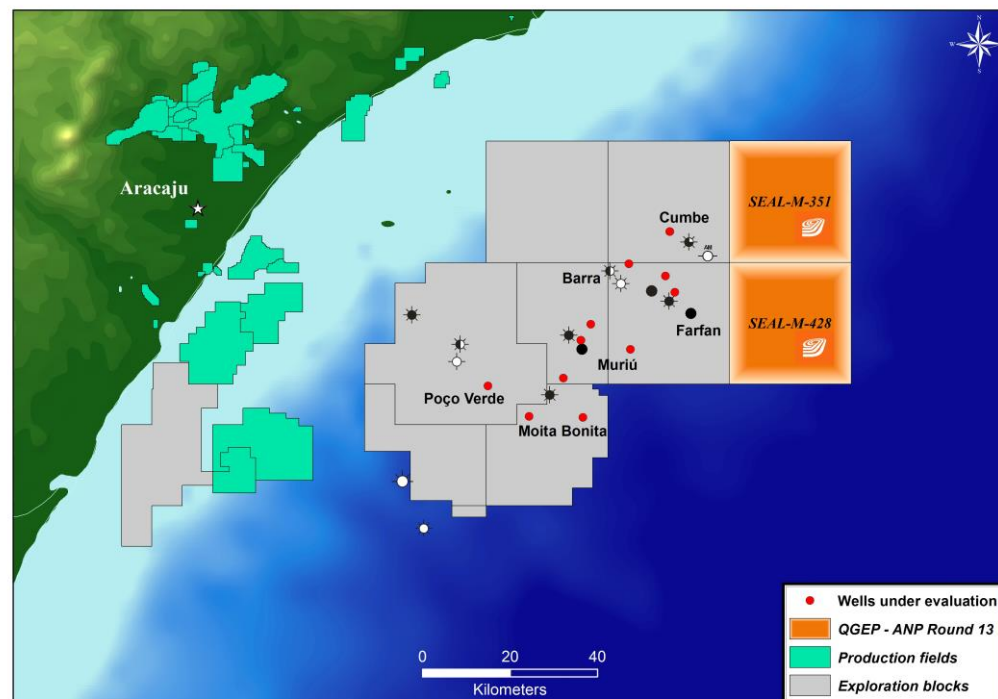 N
W
E
S
Aracaju
SEAL-M-351
Cumbe
AM
Barra
SEAL-M-428
Farfan
Muriú
Poço Verde
Moita Bonita
0 20 40
Kilometers
Wells under evaluation
QGEP - ANP Round 13
Production fields
Exploration blocks